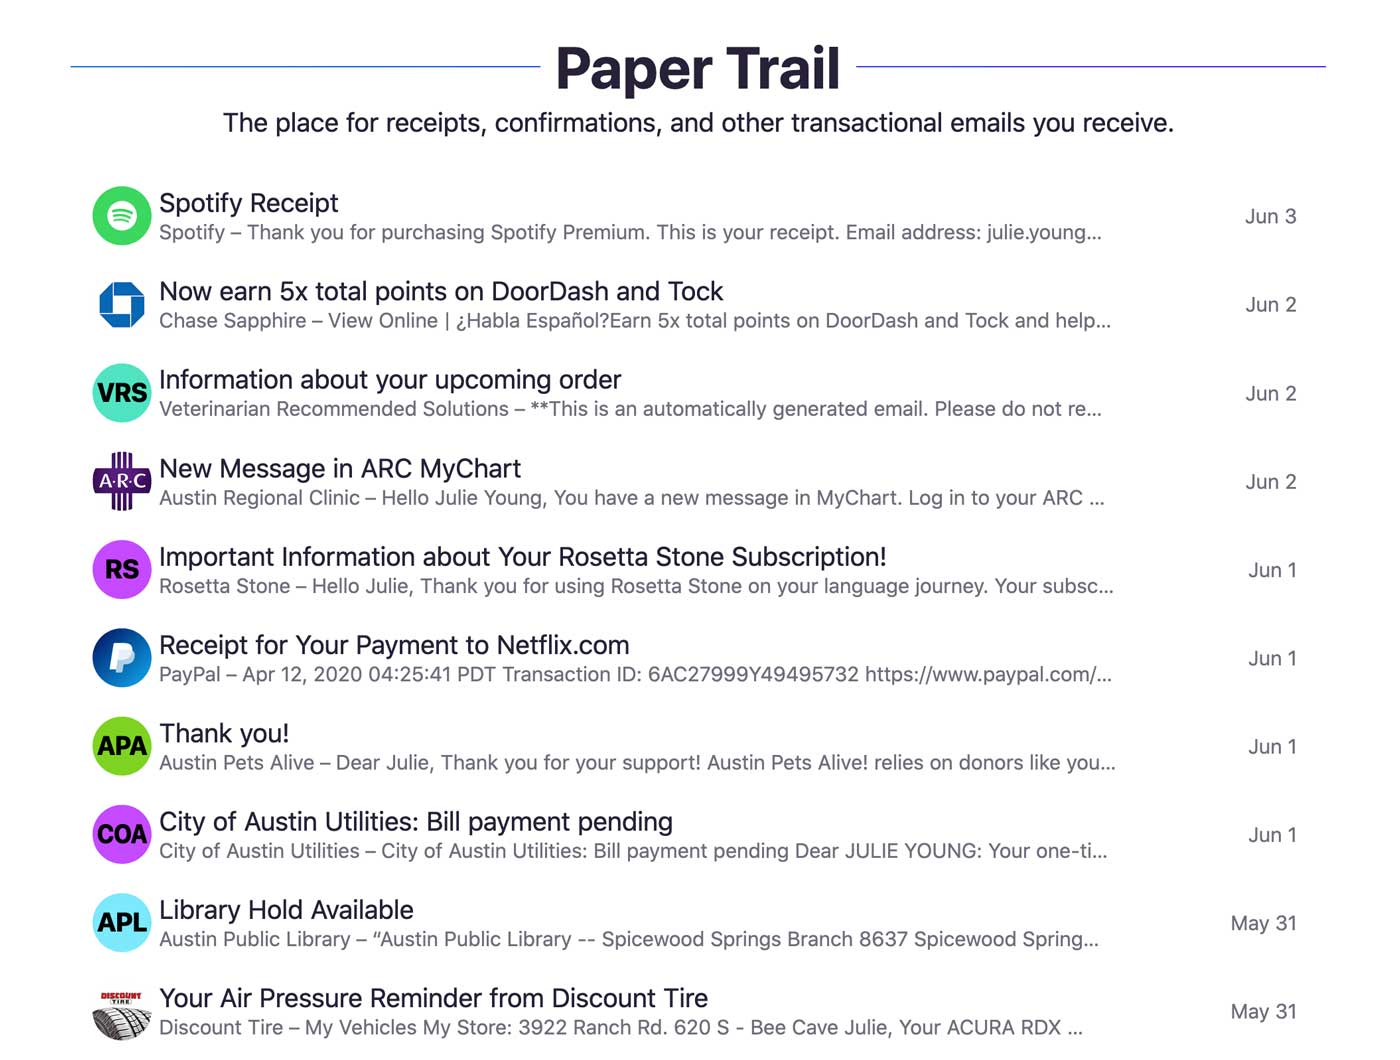 Paper Trail
The place for receipts, confirmations, and other transactional emails you receive.
Spotify Receipt
Spotify – Thank you for purchasing Spotify Premium. This is your receipt. Email address: julie.young...
Jun 3
Now earn 5x total points on DoorDash and Tock
Chase Sapphire – View Online | ¿Habla Español?Earn 5x total points on DoorDash and Tock and help...
Jun 2
VRS
Information about your upcoming order
Veterinarian Recommended Solutions – **This is an automatically generated email. Please do not re...
Jun 2
A·R·C
New Message in ARC MyChart
Austin Regional Clinic – Hello Julie Young, You have a new message in MyChart. Log in to your ARC ...
Jun 2
RS
Important Information about Your Rosetta Stone Subscription!
Rosetta Stone – Hello Julie, Thank you for using Rosetta Stone on your language journey. Your subsc...
Jun 1
Receipt for Your Payment to Netflix.com
PayPal – Apr 12, 2020 04:25:41 PDT Transaction ID: 6AC27999Y49495732 https://www.paypal.com/...
Jun 1
APA
Thank you!
Austin Pets Alive – Dear Julie, Thank you for your support! Austin Pets Alive! relies on donors like you...
Jun 1
COA
City of Austin Utilities: Bill payment pending
City of Austin Utilities – City of Austin Utilities: Bill payment pending Dear JULIE YOUNG: Your one-ti...
Jun 1
APL
Library Hold Available
Austin Public Library – “Austin Public Library -- Spicewood Springs Branch 8637 Spicewood Spring...
May 31
DISCOUNT
TIRE
Your Air Pressure Reminder from Discount Tire
Discount Tire – My Vehicles My Store: 3922 Ranch Rd. 620 S - Bee Cave Julie, Your ACURA RDX ...
May 31